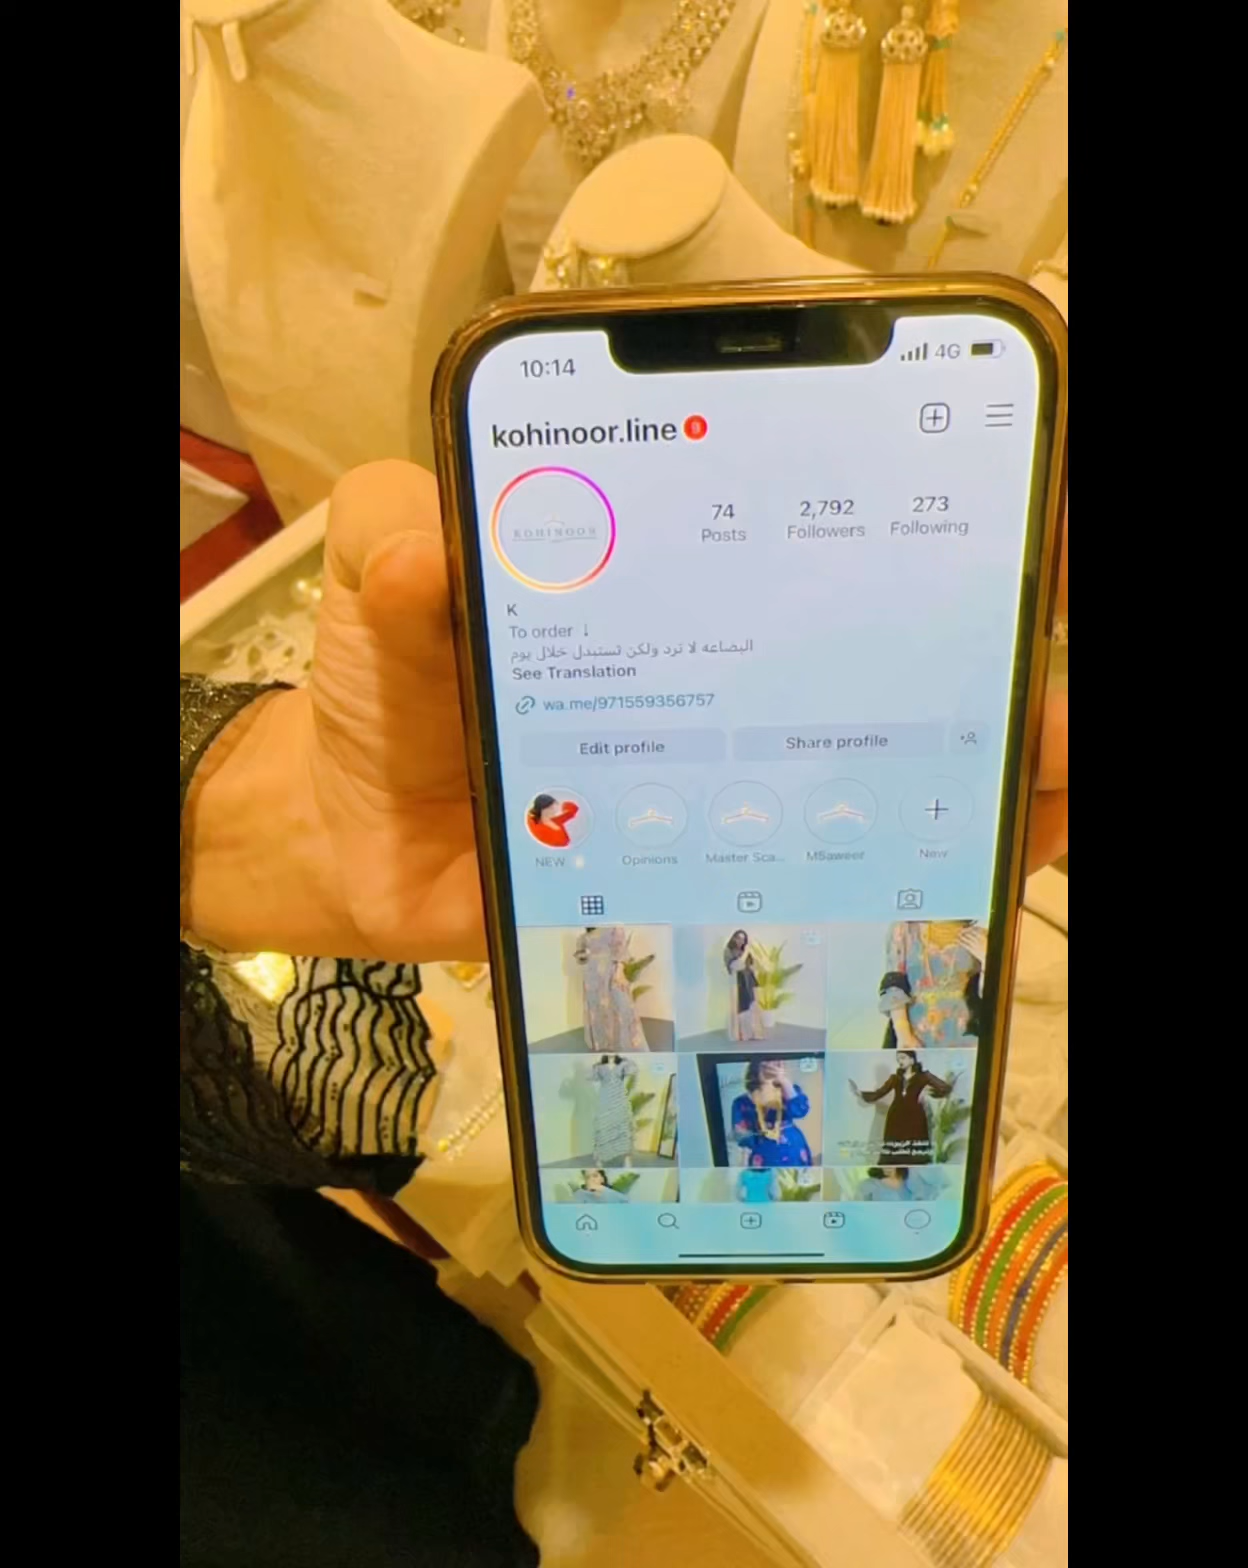 10:14
4G
kohinoor.line
KOHINOOR
74 2,792 273
Posts Followers Following
K
To order ↓
البضاعه لا ترد ولكن تستبدل خلال يوم
See Translation
wa.me/971559356757
Edit profile Share profile
NEW Opinions Master Sca... MSaweer New